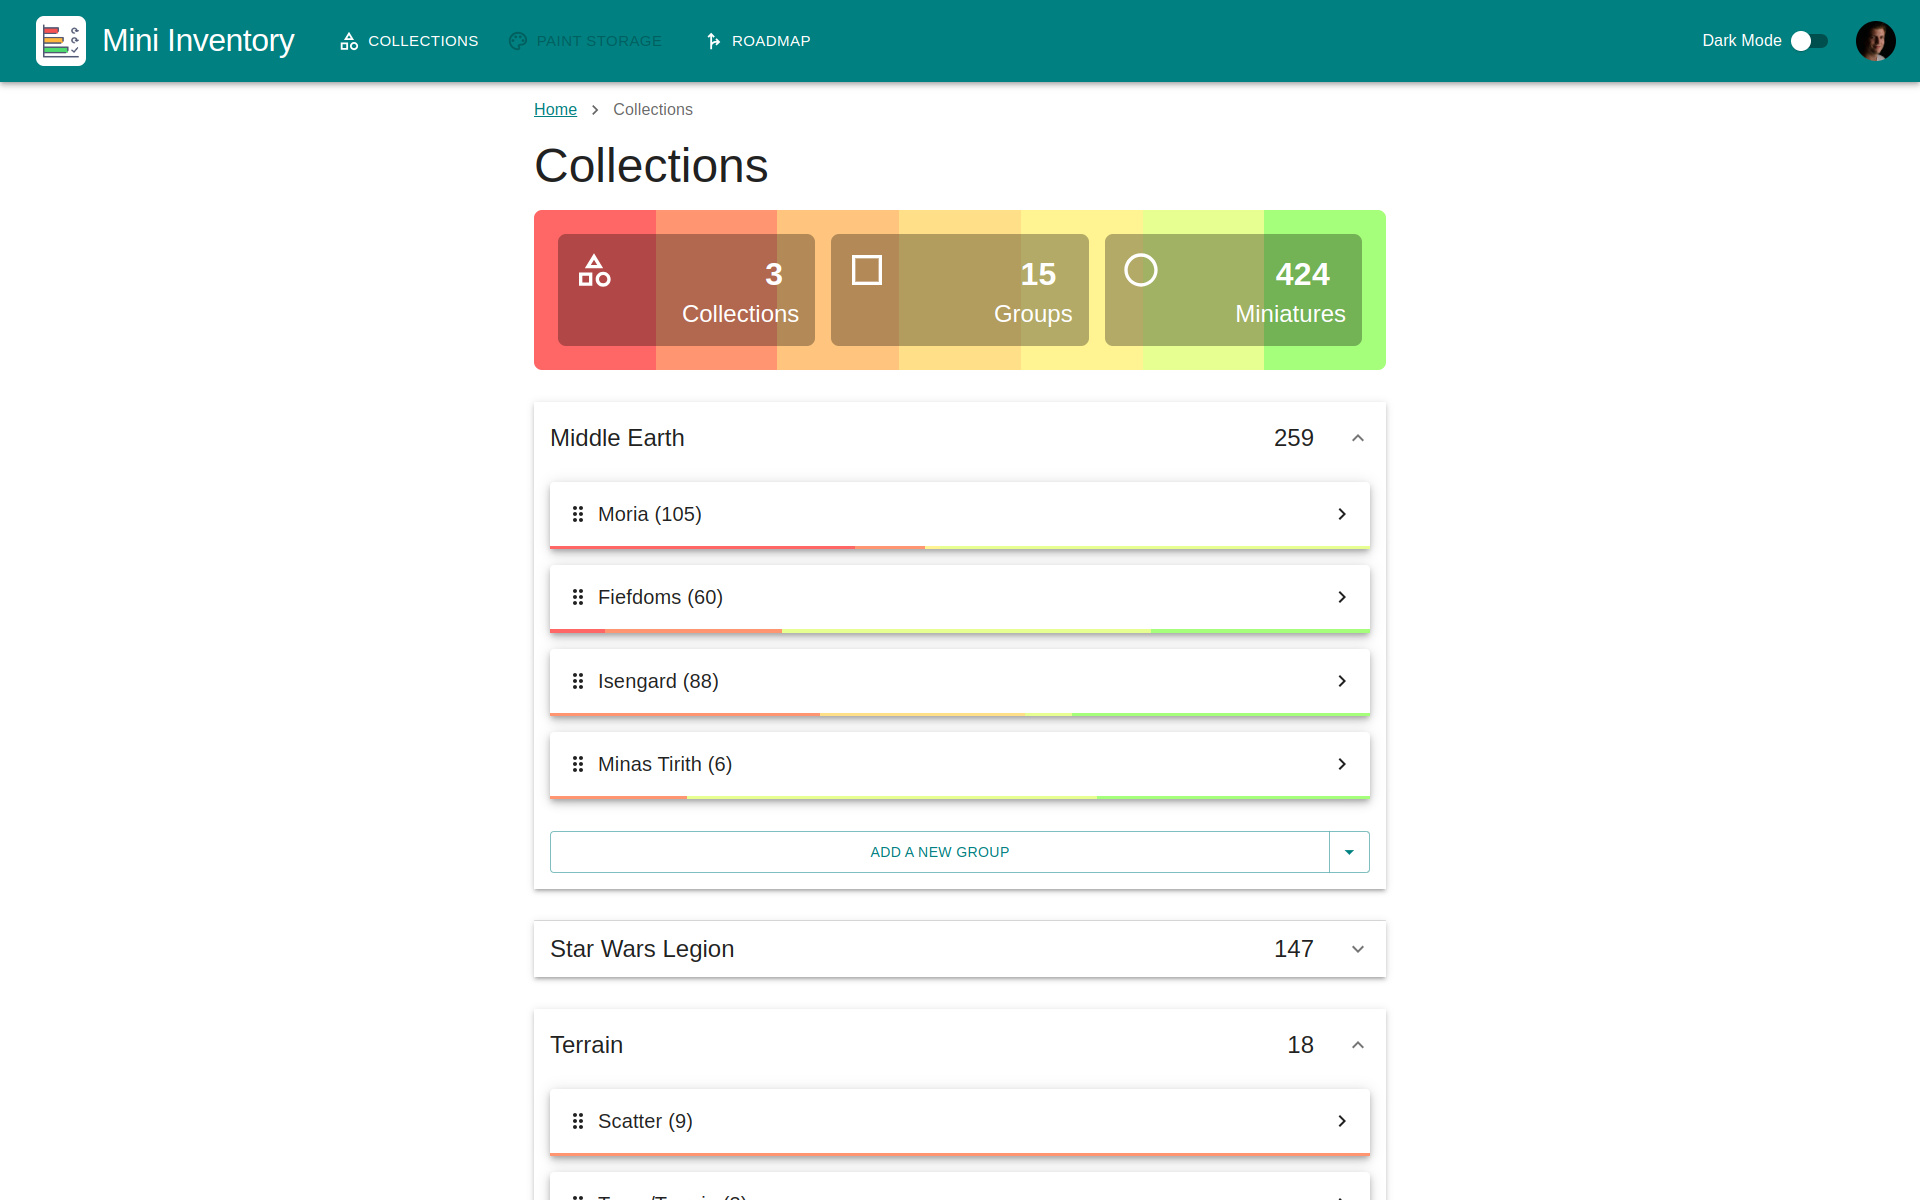 Mini Inventory
COLLECTIONS
PAINT STORAGE
ROADMAP
Dark Mode
Home
Collections
Collections
3
Collections
15
Groups
424
Miniatures
Middle Earth
259
Moria (105)
Fiefdoms (60)
Isengard (88)
Minas Tirith (6)
ADD A NEW GROUP
Star Wars Legion
147
Terrain
18
Scatter (9)